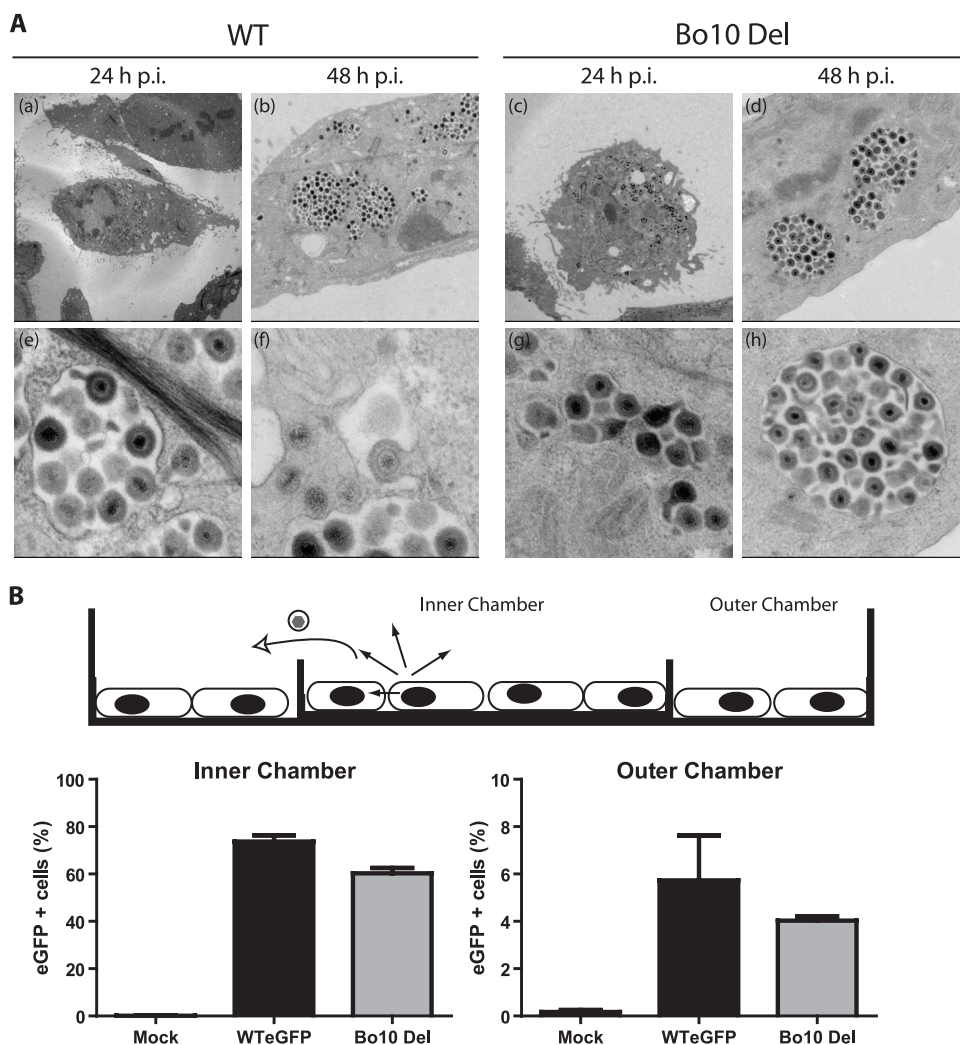 A
WT
Bo10 Del
24 h p.i.
48 h p.i.
24 h p.i.
48 h p.i.
(a)
(b)
(c)
(d)
(e)
(f)
(g)
(h)
B
Inner Chamber
Outer Chamber
Inner Chamber
100
80
60
40
20
0
eGFP + cells (%)
Mock
WTeGFP
Bo10 Del
Outer Chamber
10
8
6
4
2
0
eGFP + cells (%)
Mock
WTeGFP
Bo10 Del